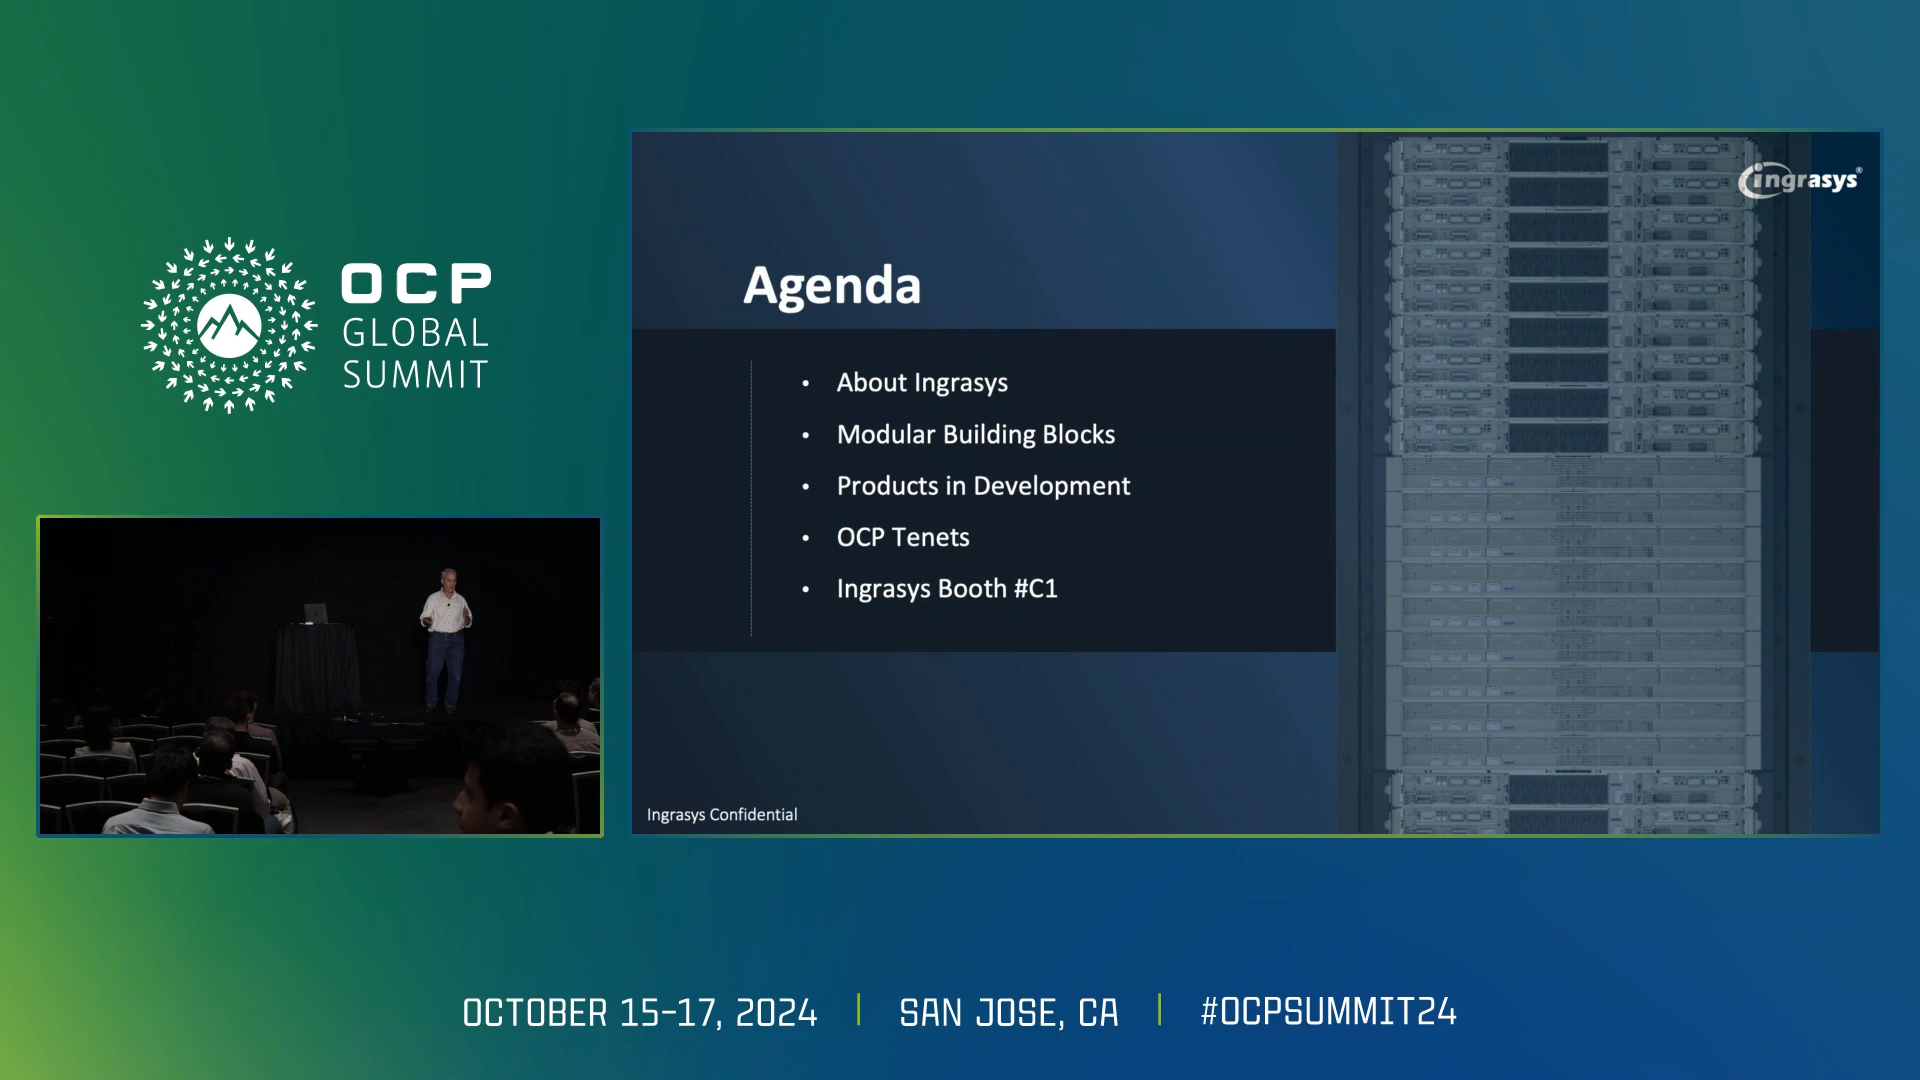 OCP
GLOBAL
SUMMIT
ingrasys®
Agenda
• About Ingrasys
• Modular Building Blocks
• Products in Development
• OCP Tenets
• Ingrasys Booth #C1
Ingrasys Confidential
OCTOBER 15-17, 2024 | SAN JOSE, CA | #OCPSUMMIT24